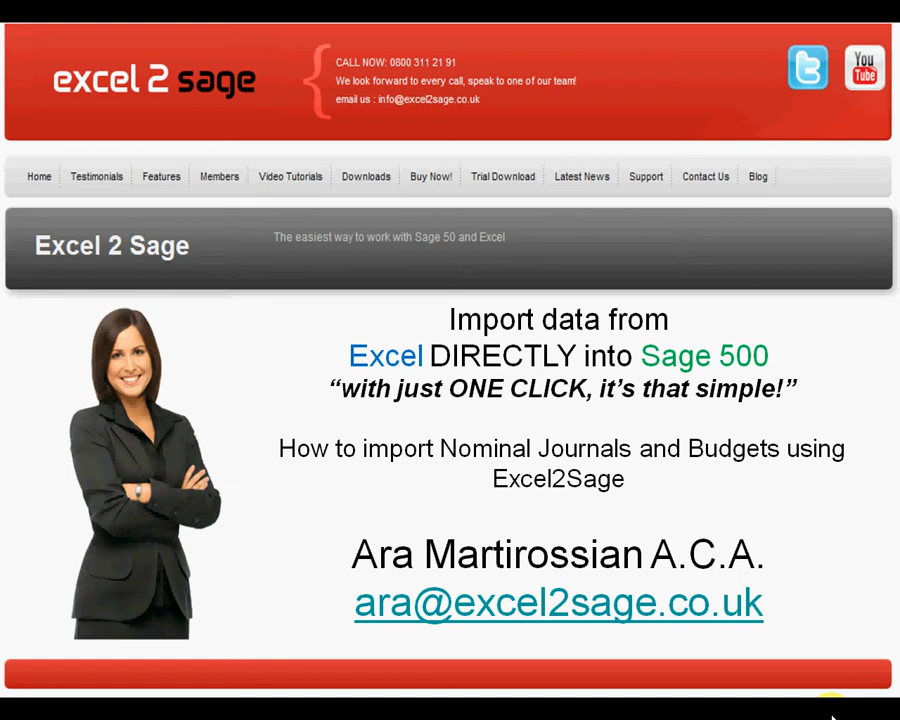 excel 2 sage
CALL NOW: 0800 311 21 91
We look forward to every call, speak to one of our team!
email us : info@excel2sage.co.uk
You
Tube
Home
Testimonials
Features
Members
Video Tutorials
Downloads
Buy Now!
Trial Download
Latest News
Support
Contact Us
Blog
Excel 2 Sage
The easiest way to work with Sage 50 and Excel
Import data from
Excel DIRECTLY into Sage 500
“with just ONE CLICK, it’s that simple!”
How to import Nominal Journals and Budgets using
Excel2Sage
Ara Martirossian A.C.A.
ara@excel2sage.co.uk